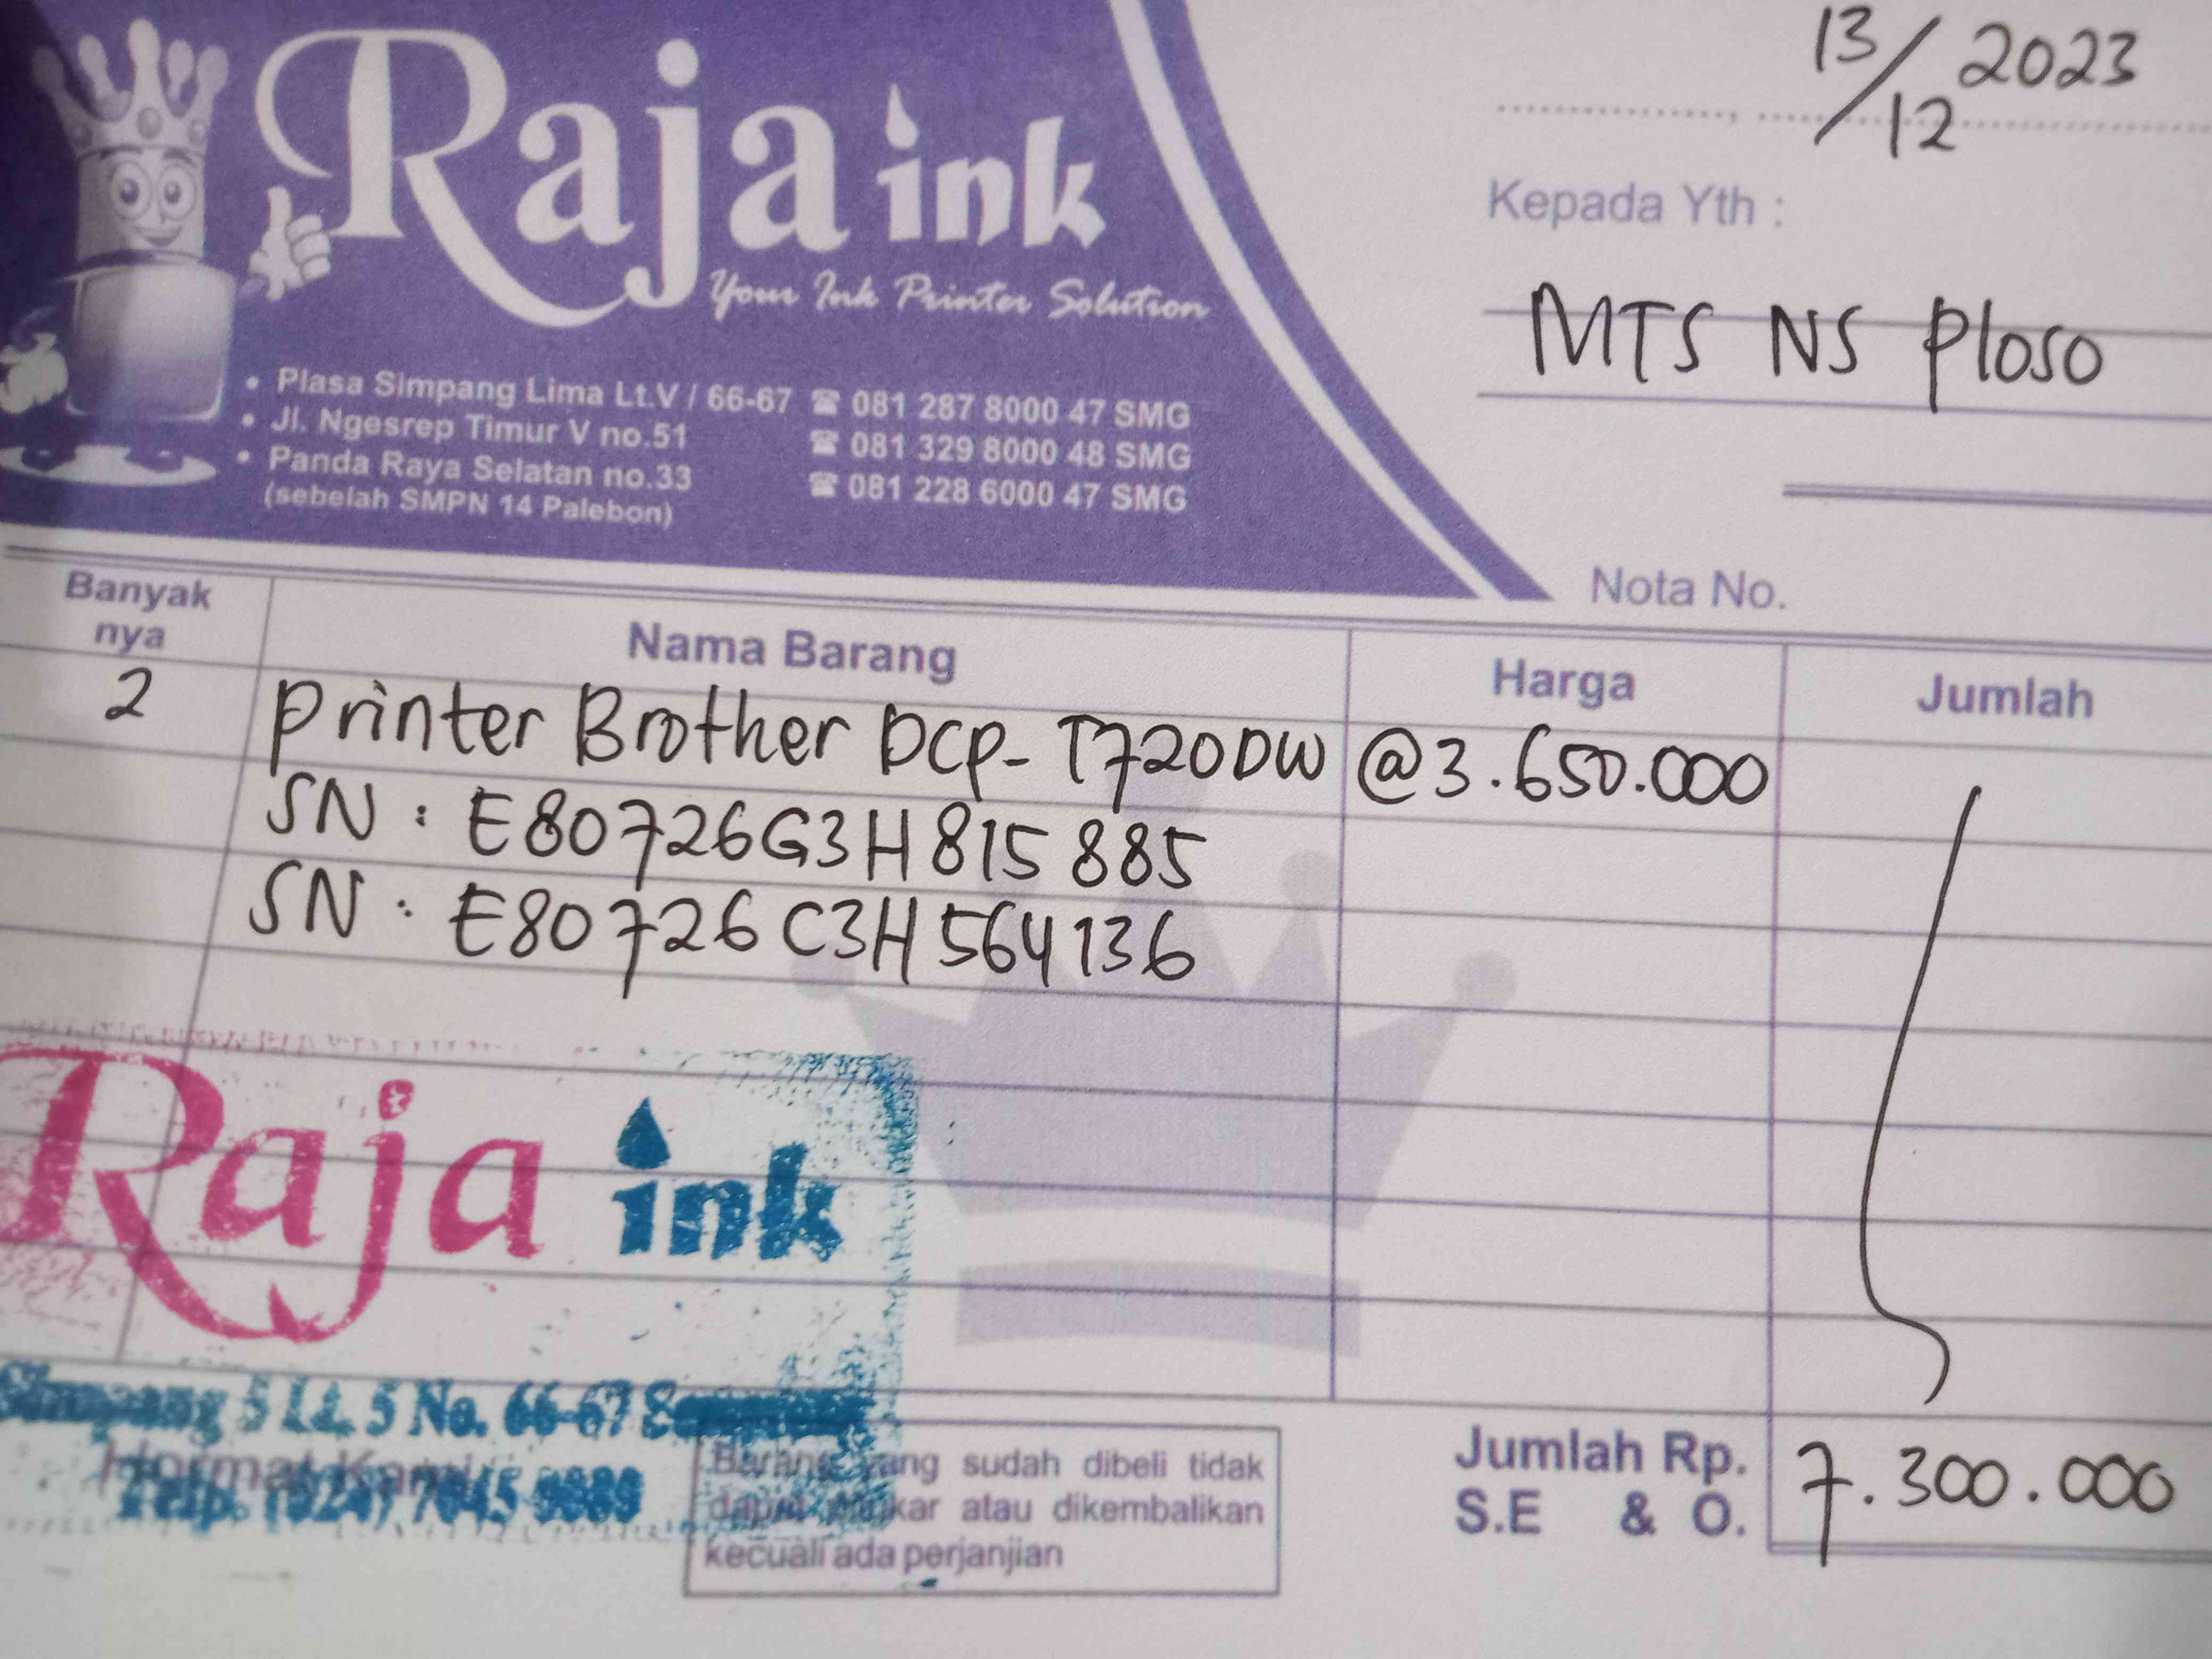 Raja ink
Your Ink Printer Solution
• Plasa Simpang Lima Lt.V / 66-67 ☎ 081 287 8000 47 SMG
• Jl. Ngesrep Timur V no.51 ☎ 081 329 8000 48 SMG
• Panda Raya Selatan no.33 ☎ 081 228 6000 47 SMG
(sebelah SMPN 14 Palebon)
13/12 2023
Kepada Yth :
MTS NS Ploso
Nota No.
Banyak nya Nama Barang Harga Jumlah
2 Printer Brother DCP-T720DW @3.650.000
SN : E80726G3H815885
SN : E80726C3H564136
Raja ink
Simpang 5 Lt. 5 No. 66-67
Hormat Kami
Telp. (024) 7045 9889
Barang yang sudah dibeli tidak
dapat ditukar atau dikembalikan
kecuali ada perjanjian
Jumlah Rp. 7.300.000
S.E & O.